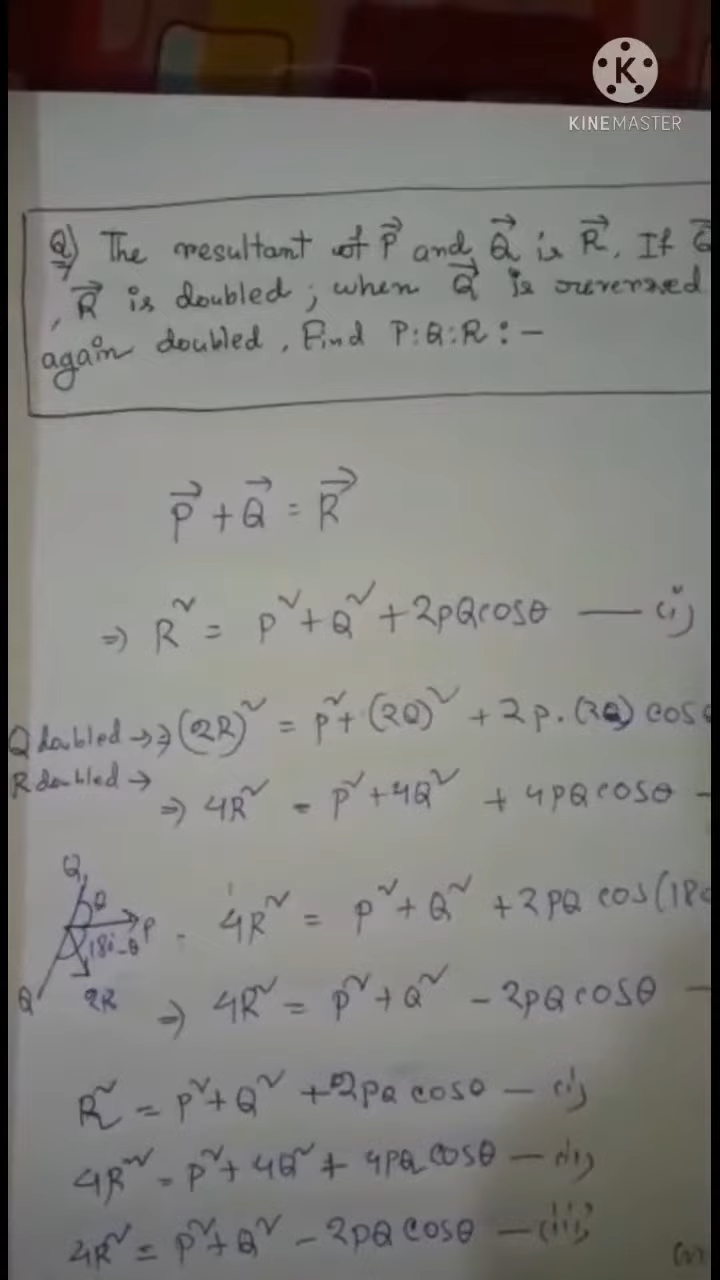 K
KINEMASTER
Q) The resultant of P⃗ and Q⃗ is R⃗. If
, R⃗ is doubled; when Q⃗ is reversed
again doubled. Find P:Q:R :-
P⃗ + Q⃗ = R⃗
⇒ R² = P² + Q² + 2PQcosθ — (i)
Q doubled → ⇒ (2R)² = P² + (2Q)² + 2P.(2Q) cos
R doubled →
⇒ 4R² = P² + 4Q² + 4PQcosθ -
Q θ P 180-θ Q 2R
4R² = P² + Q² + 2PQ cos(180
⇒ 4R² = P² + Q² - 2PQcosθ -
R² = P² + Q² + 2PQ cosθ — (i)
4R² = P² + 4Q² + 4PQ cosθ — (ii)
4R² = P² + Q² - 2PQ cosθ — (iii)